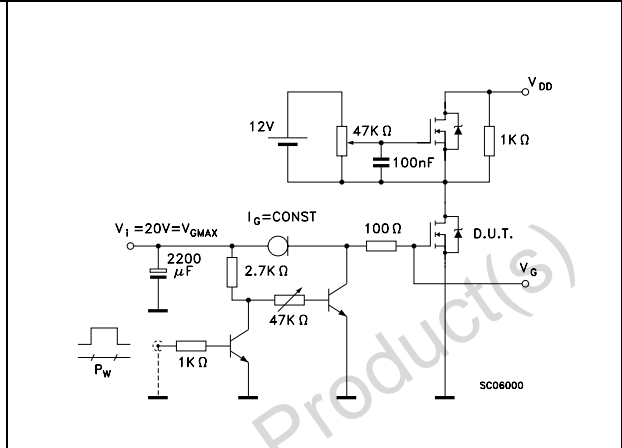 V DD
12V
47K Ω
1K Ω
100nF
I G =CONST
V i =20V=V GMAX
100 Ω
D.U.T.
2200
μF
2.7K Ω
V G
47K Ω
1K Ω
P W
SC06000
Product(s)